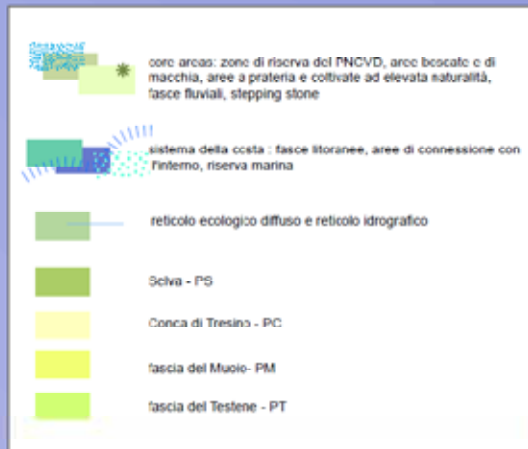 core areas: zone di riserva del PNCVD, aree boscate e di
macchia, aree a prateria e coltivate ad elevata naturalità,
fasce fluviali, stepping stone
sistema della costa : fasce litoranee, aree di connessione con
l'interno, riserva marina
reticolo ecologico diffuso e reticolo idrografico
Selva - PS
Conca di Tresino - PC
fascia del Muoio- PM
fascia del Testene - PT